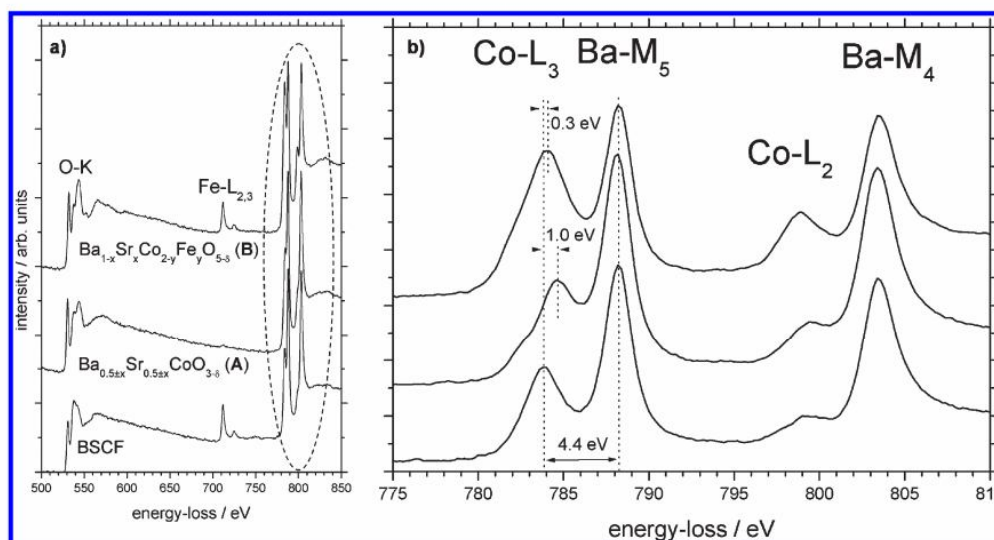 a)
O-K
Fe-L2,3
Ba1-xSrxCo2-yFeyO5-δ (B)
Ba0.5±xSr0.5±xCoO3-δ (A)
BSCF
intensity / arb. units
500 550 600 650 700 750 800 850
energy-loss / eV
b)
Co-L3 Ba-M5 Ba-M4
0.3 eV
Co-L2
1.0 eV
4.4 eV
775 780 785 790 795 800 805 81
energy-loss / eV